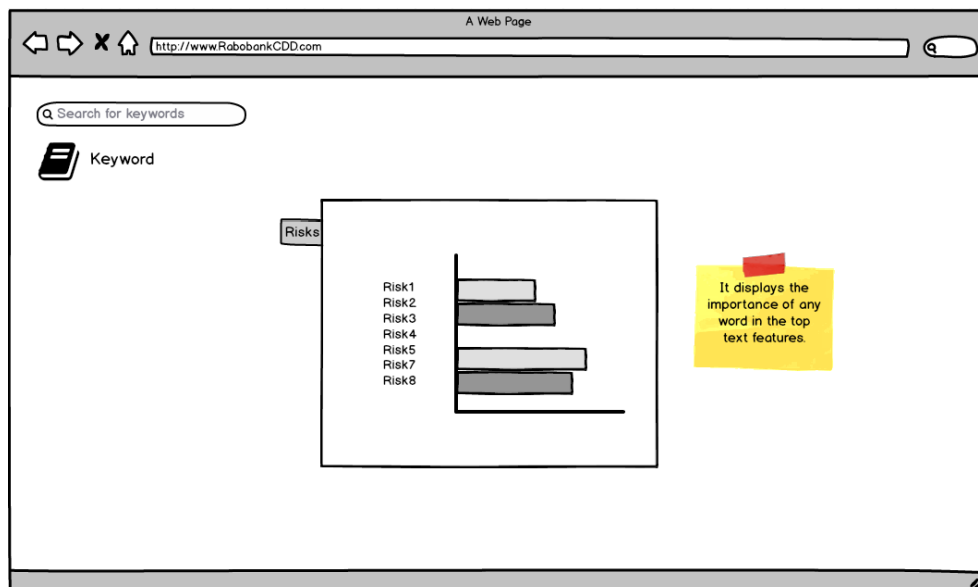 A Web Page
http://www.RabobankCDD.com
Search for keywords
Keyword
Risks
Risk1
Risk2
Risk3
Risk4
Risk5
Risk7
Risk8
It displays the
importance of any
word in the top
text features.